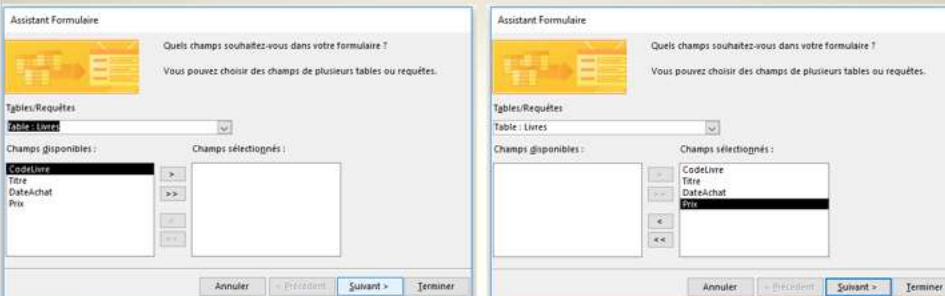 Assistant Formulaire
Quels champs souhaitez-vous dans votre formulaire ?
Vous pouvez choisir des champs de plusieurs tables ou requêtes.
Tables/Requêtes
Table : Livres
Champs disponibles :
Champs sélectionnés :
CodeLivre
Titre
DateAchat
Prix
>
>>
<
<<
Annuler
< Précédent
Suivant >
Terminer
Assistant Formulaire
Quels champs souhaitez-vous dans votre formulaire ?
Vous pouvez choisir des champs de plusieurs tables ou requêtes.
Tables/Requêtes
Table : Livres
Champs disponibles :
Champs sélectionnés :
>
>>
<
<<
CodeLivre
Titre
DateAchat
Prix
Annuler
< Précédent
Suivant >
Terminer